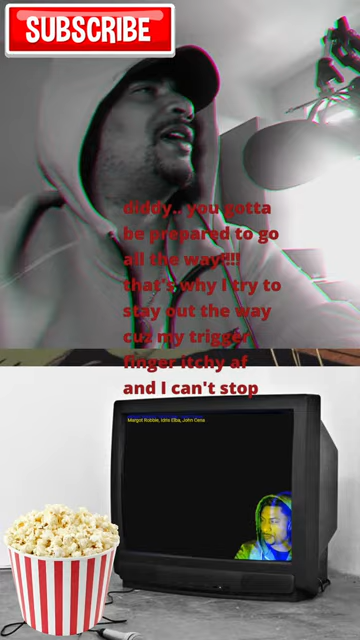 SUBSCRIBE
diddy.. you gotta
be prepared to go
all the way?!!!
that's why I try to
stay out the way
cuz my trigger
finger itchy af
and I can't stop
Margot Robbie, Idris Elba, John Cena